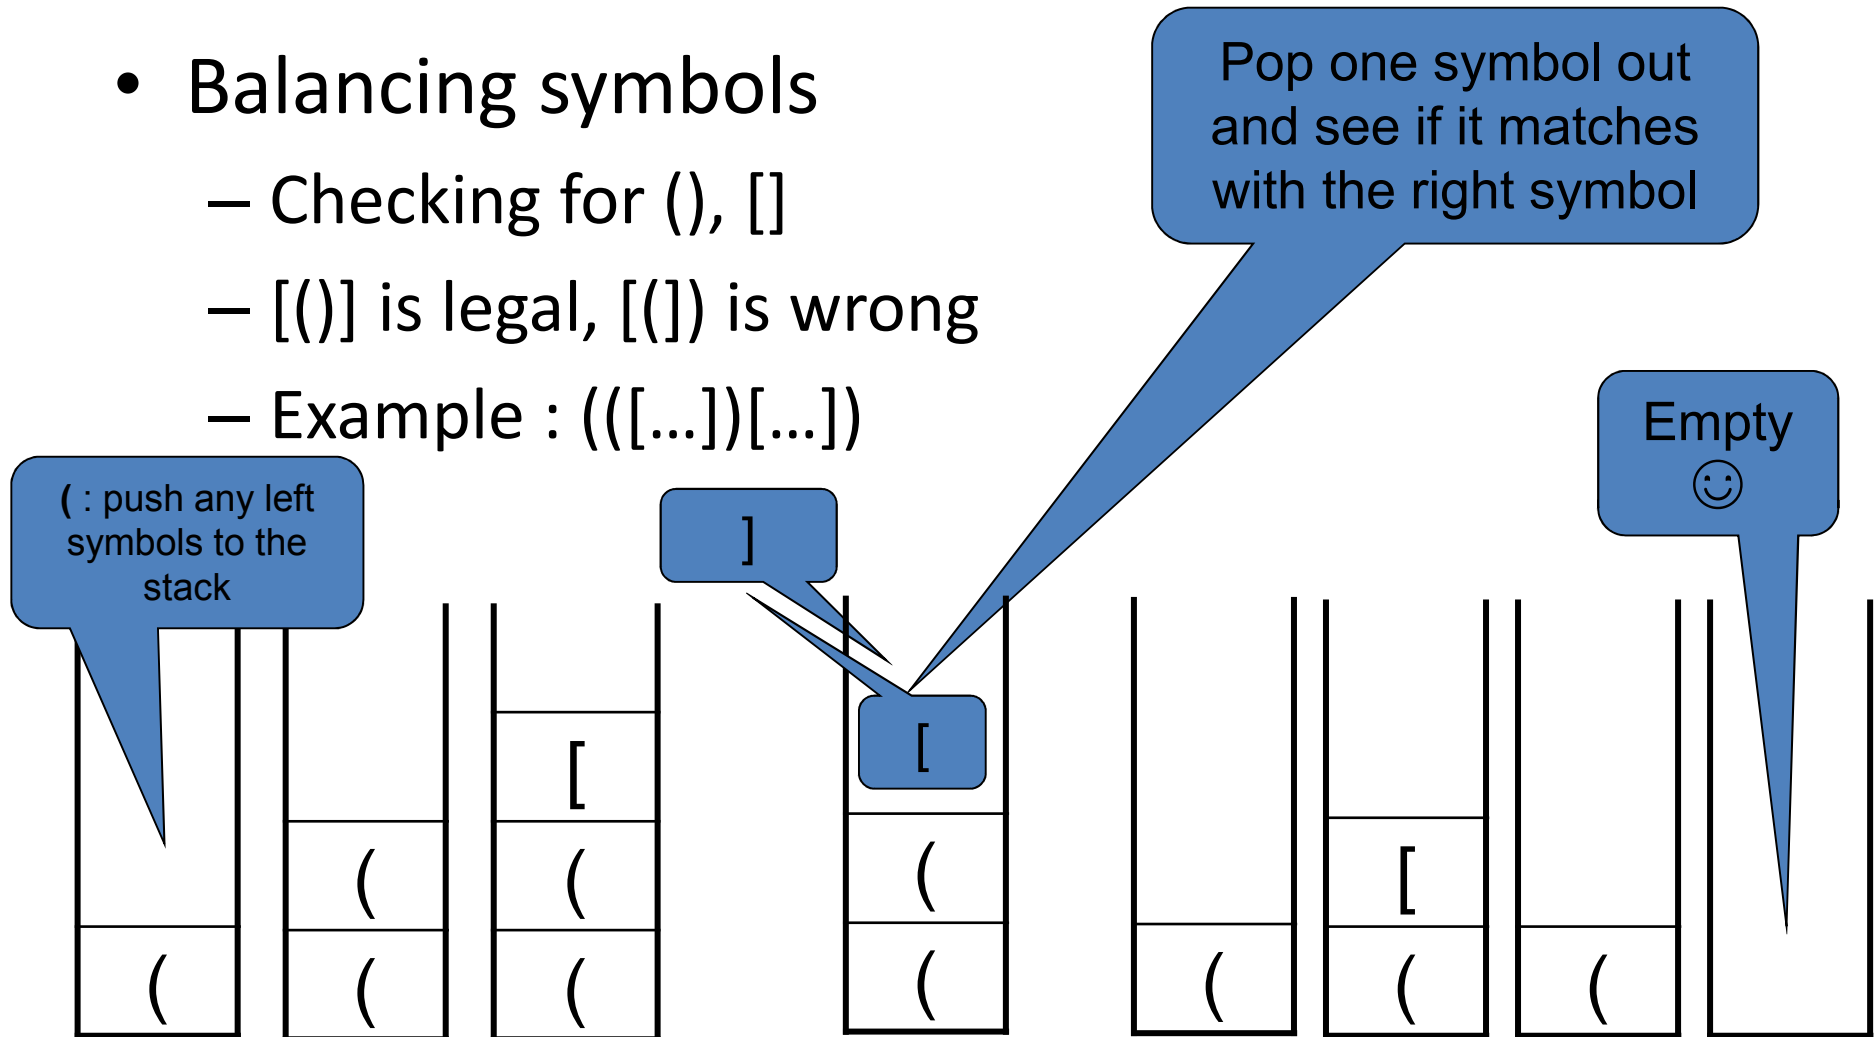 • Balancing symbols
– Checking for (), []
– [()] is legal, [(]) is wrong
– Example : (([…])[…])
Pop one symbol out
and see if it matches
with the right symbol
Empty
☺
( : push any left
symbols to the
stack
]
[
[
(
(
(
[
(
(
(
(
(
(
(
(